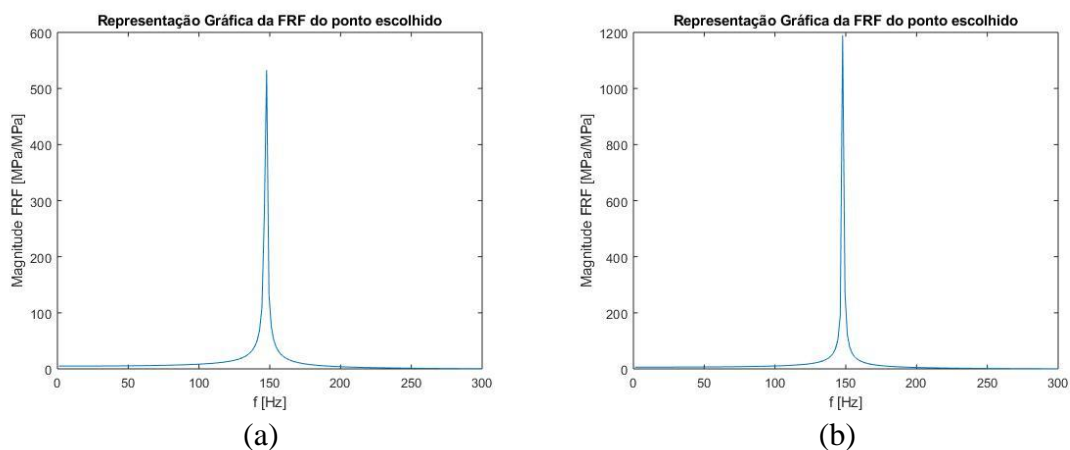 Representação Gráfica da FRF do ponto escolhido
600
500
400
300
200
100
0
Magnitude FRF [MPa/MPa]
0 50 100 150 200 250 300
f [Hz]
(a)
Representação Gráfica da FRF do ponto escolhido
1200
1000
800
600
400
200
0
Magnitude FRF [MPa/MPa]
0 50 100 150 200 250 300
f [Hz]
(b)